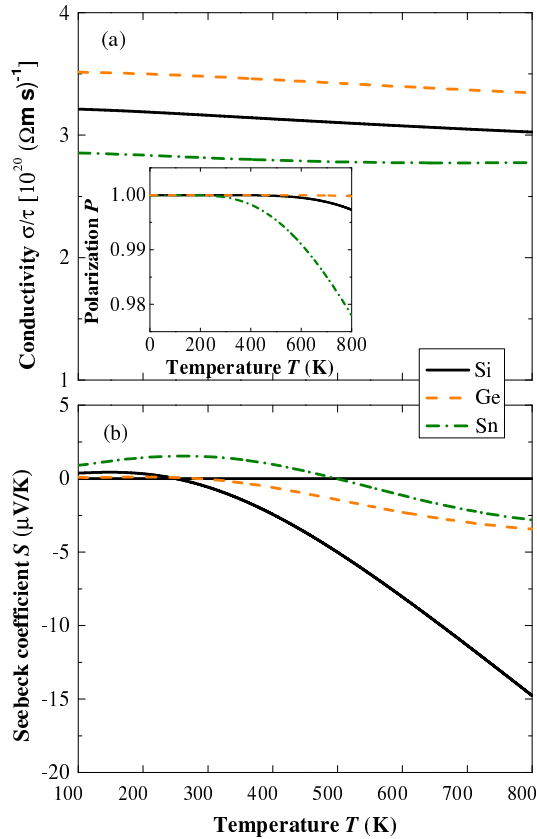 4
(a)
3
2
1
Conductivity σ/τ [10²⁰ (Ωm s)⁻¹]
1.00
0.99
0.98
Polarization P
0 200 400 600 800
Temperature T (K)
Si
Ge
Sn
5
(b)
0
-5
-10
-15
-20
Seebeck coefficient S (μV/K)
100 200 300 400 500 600 700 800
Temperature T (K)